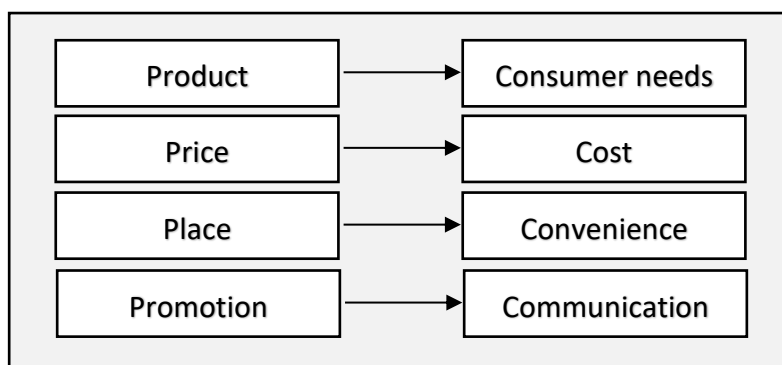 Product
Consumer needs
Price
Cost
Place
Convenience
Promotion
Communication